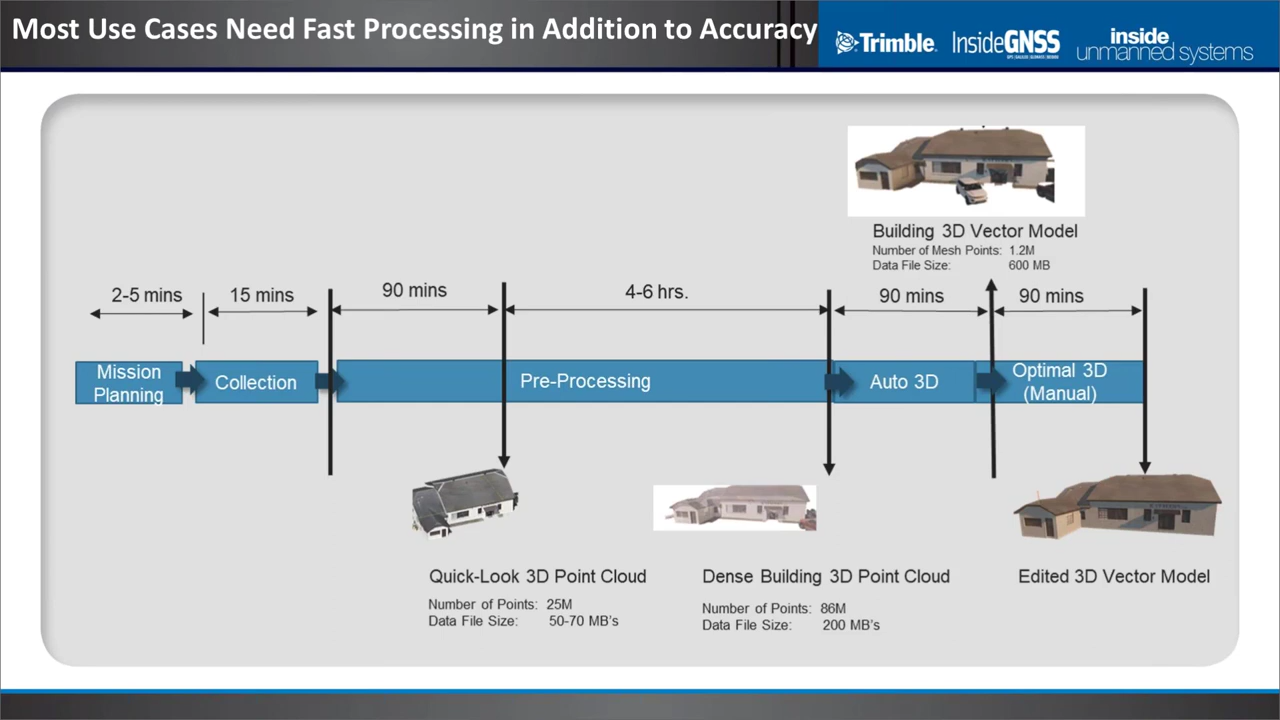 Most Use Cases Need Fast Processing in Addition to Accuracy
Trimble
InsideGNSS
GPS | GALILEO | GLONASS | BEIDOU
inside
unmanned systems
Building 3D Vector Model
Number of Mesh Points: 1.2M
Data File Size: 600 MB
2-5 mins
15 mins
90 mins
4-6 hrs.
90 mins
90 mins
Mission
Planning
Collection
Pre-Processing
Auto 3D
Optimal 3D
(Manual)
Quick-Look 3D Point Cloud
Number of Points: 25M
Data File Size: 50-70 MB's
Dense Building 3D Point Cloud
Number of Points: 86M
Data File Size: 200 MB's
Edited 3D Vector Model